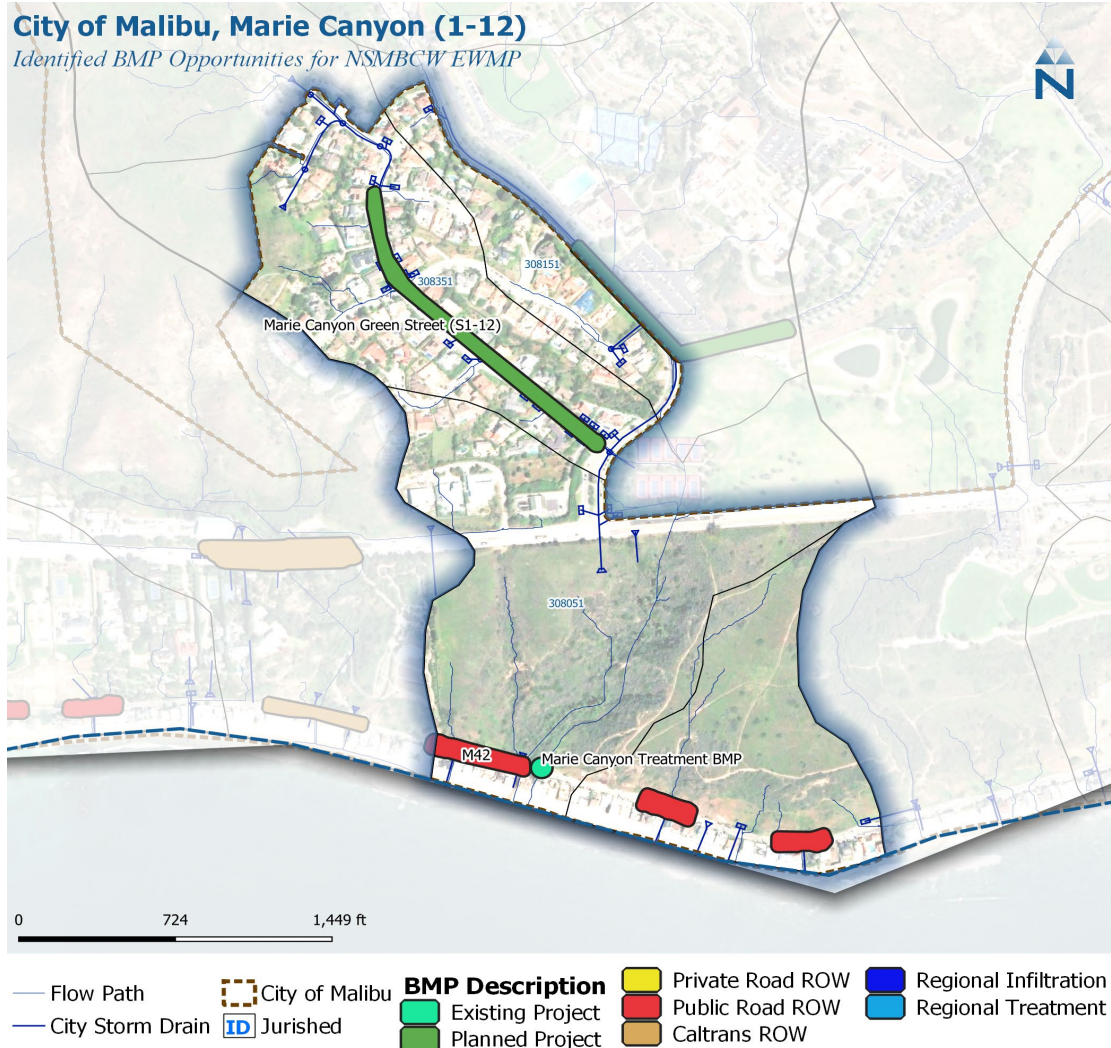 City of Malibu, Marie Canyon (1-12)
Identified BMP Opportunities for NSMBCW EWMP
N
308151
308351
Marie Canyon Green Street (S1-12)
308051
M42
Marie Canyon Treatment BMP
0 724 1,449 ft
Flow Path
City Storm Drain
City of Malibu
ID Jurished
BMP Description
Existing Project
Planned Project
Private Road ROW
Public Road ROW
Caltrans ROW
Regional Infiltration
Regional Treatment